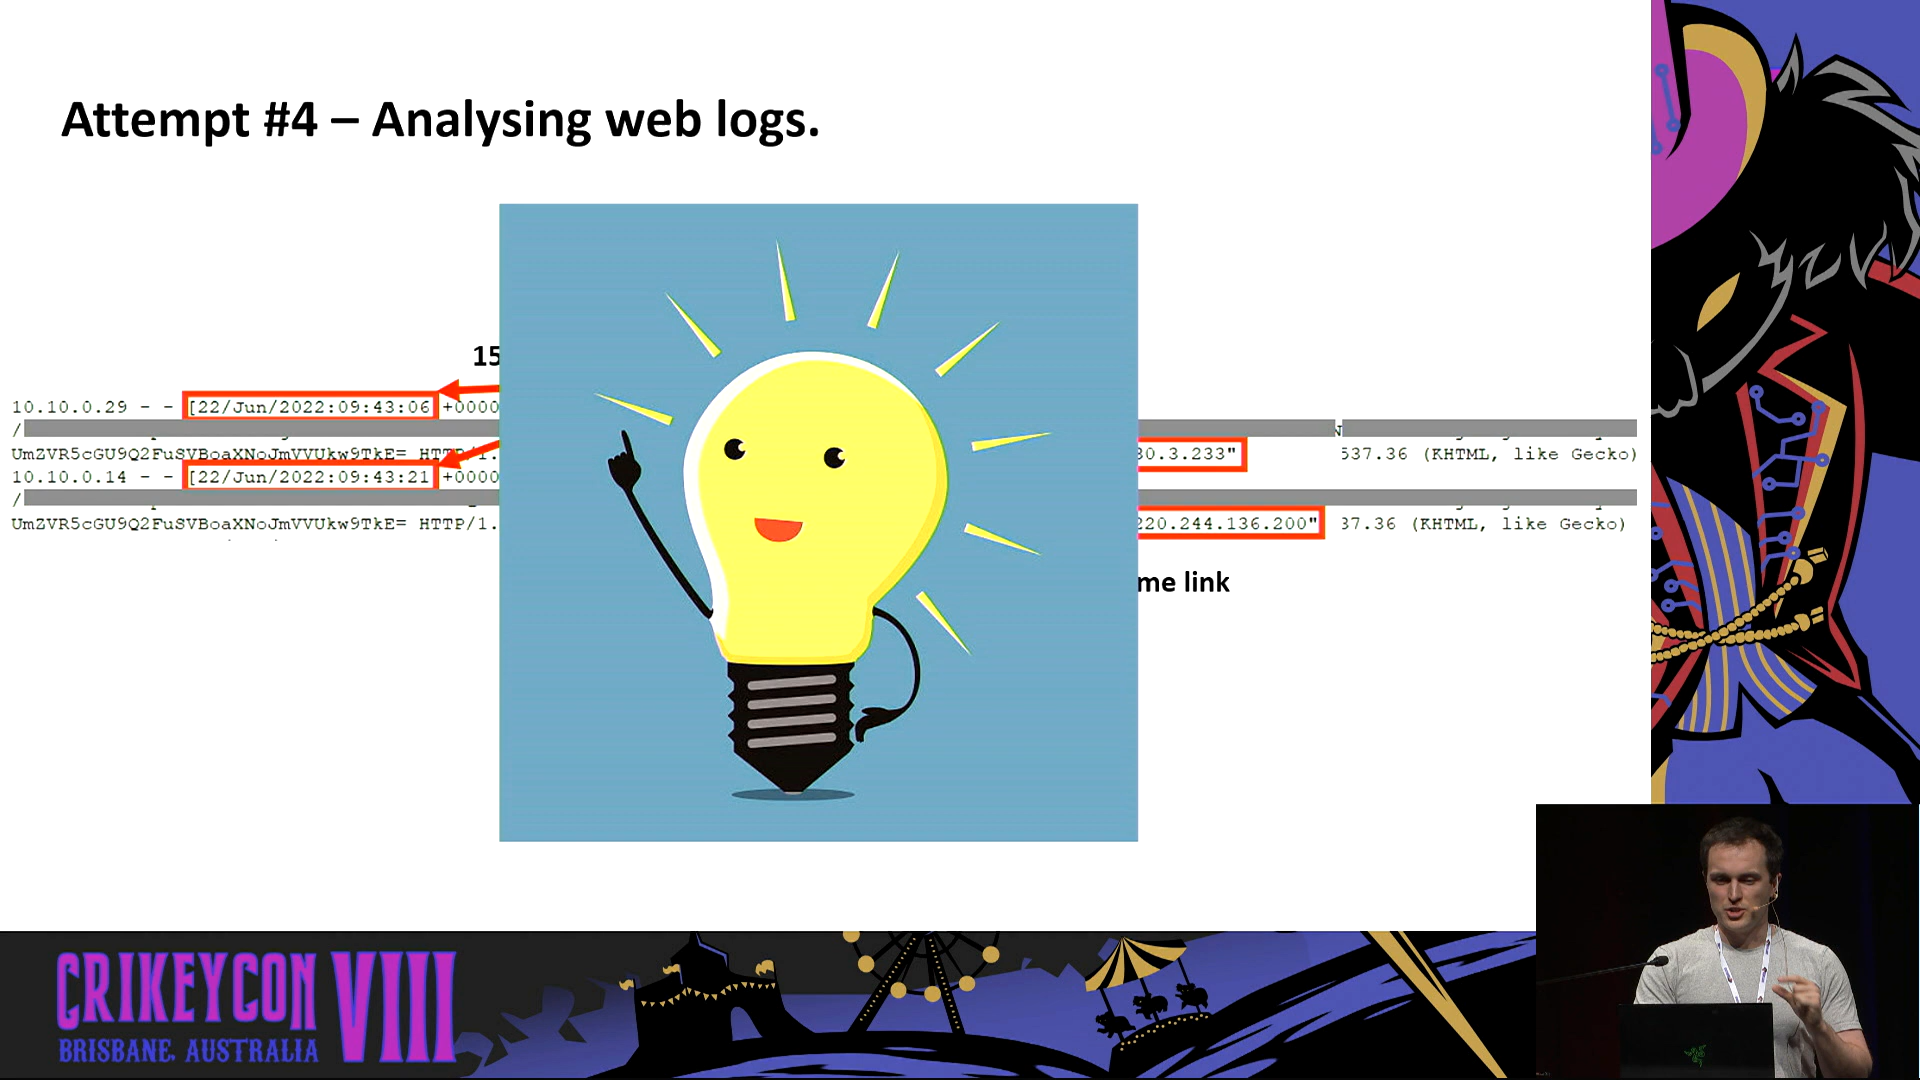 Attempt #4 – Analysing web logs.
15
10.10.0.29 - - [22/Jun/2022:09:43:06 +0000
/
UmZVR5cGU9Q2FuSVBoaXNoJmVVUkw9TkE= HTTP/1. 30.3.233" 537.36 (KHTML, like Gecko)
10.10.0.14 - - [22/Jun/2022:09:43:21 +0000
/
UmZVR5cGU9Q2FuSVBoaXNoJmVVUkw9TkE= HTTP/1. 220.244.136.200" 37.36 (KHTML, like Gecko)
me link
CRIKEYCON VIII
BRISBANE, AUSTRALIA